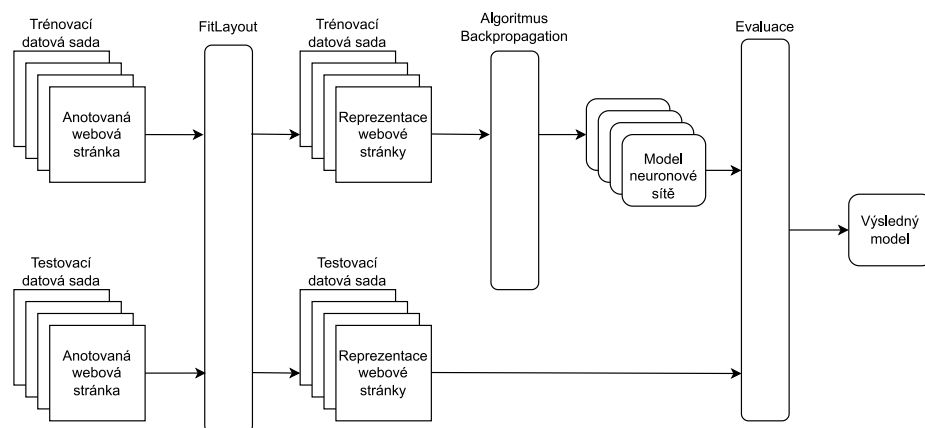 Trénovací
datová sada
FitLayout
Trénovací
datová sada
Algoritmus
Backpropagation
Evaluace
Anotovaná
webová
stránka
Reprezentace
webové
stránky
Model
neuronové
sítě
Výsledný
model
Testovací
datová sada
Testovací
datová sada
Anotovaná
webová
stránka
Reprezentace
webové
stránky